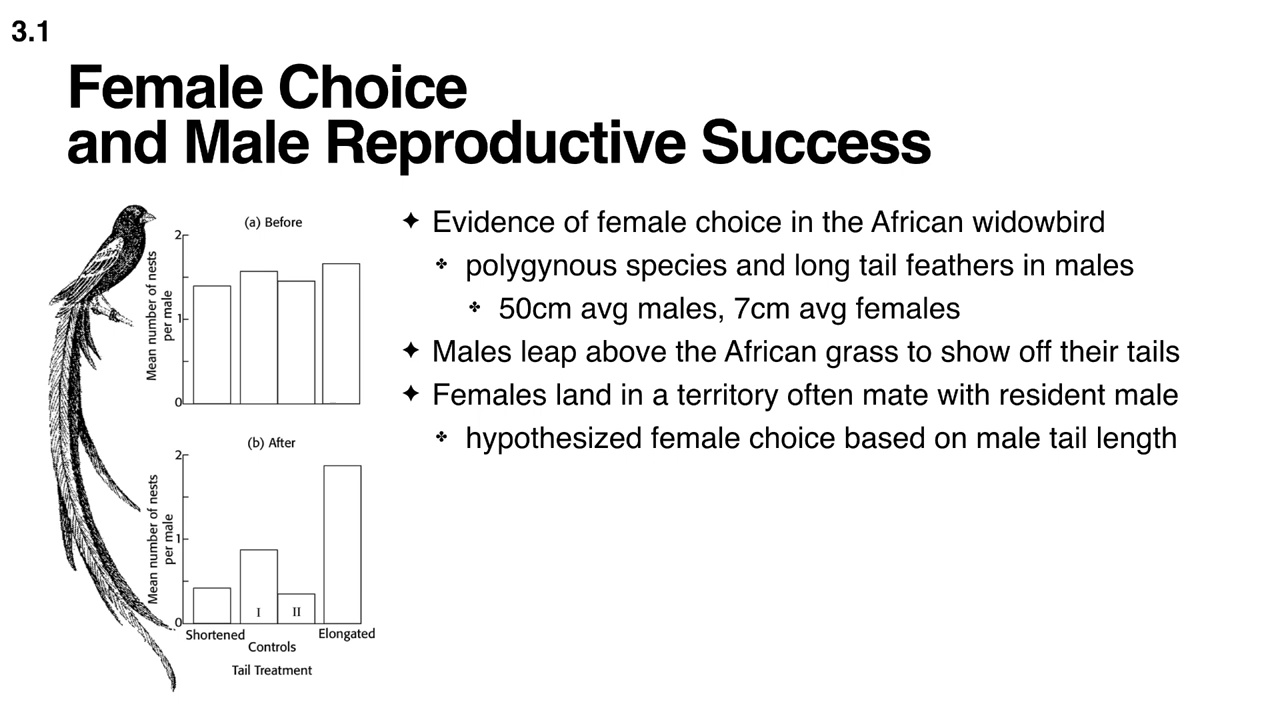 3.1
Female Choice
and Male Reproductive Success
(a) Before
Mean number of nests
per male
2
1
0
(b) After
Mean number of nests
per male
2
1
0
I
II
Shortened
Controls
Elongated
Tail Treatment
✦ Evidence of female choice in the African widowbird
✤ polygynous species and long tail feathers in males
✤ 50cm avg males, 7cm avg females
✦ Males leap above the African grass to show off their tails
✦ Females land in a territory often mate with resident male
✤ hypothesized female choice based on male tail length